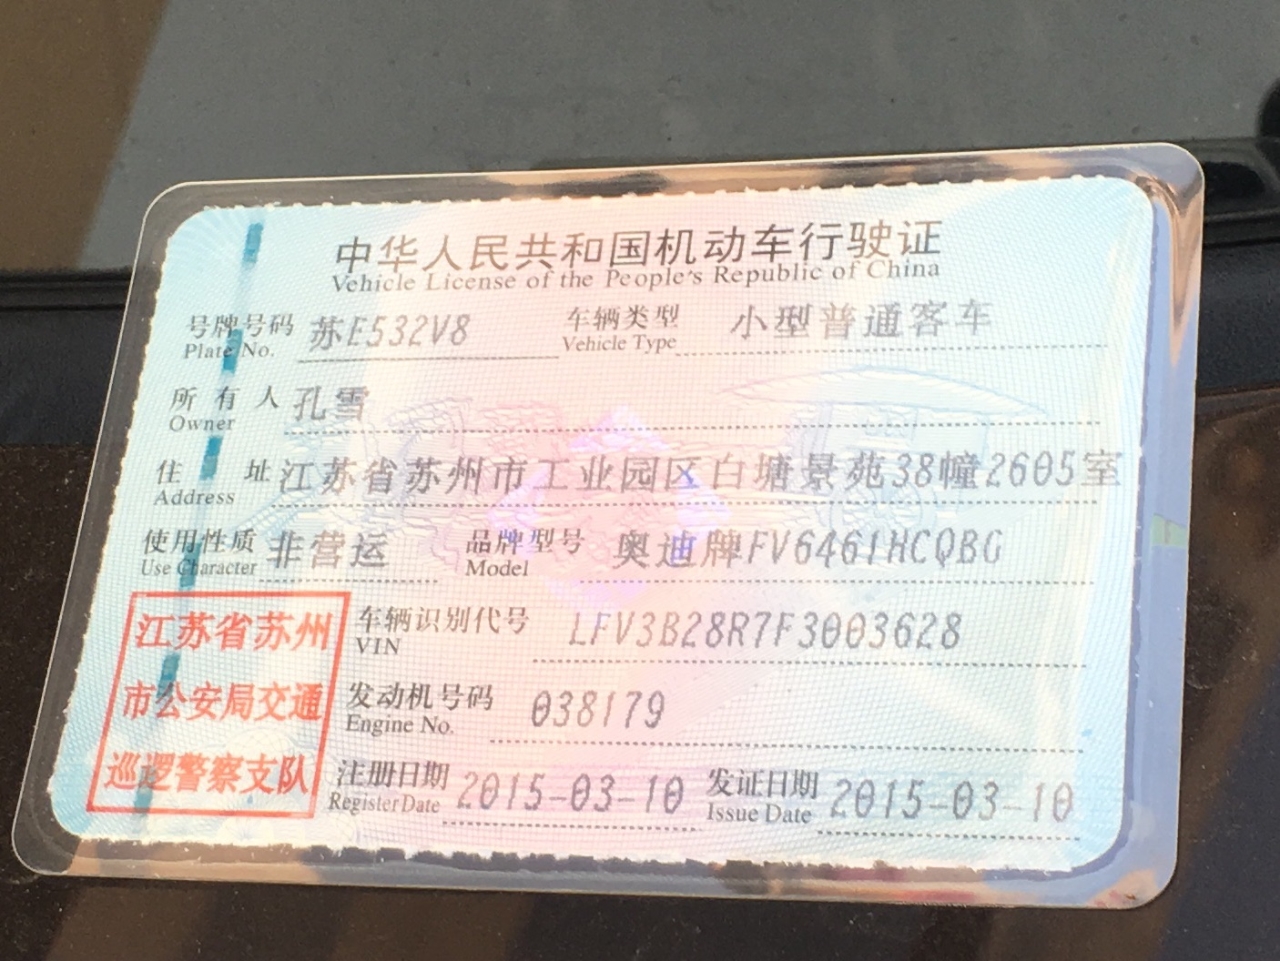 中华人民共和国机动车行驶证
Vehicle License of the People's Republic of China
号牌号码 苏E532V8 车辆类型 小型普通客车
Plate No. Vehicle Type
所有人 孔雪
Owner
住址 江苏省苏州市工业园区白塘景苑38幢2605室
Address
使用性质 非营运 品牌型号 奥迪牌FV6461HCQBG
Use Character Model
江苏省苏州
市公安局交通
巡逻警察支队
车辆识别代号 LFV3B28R7F3003628
VIN
发动机号码 038179
Engine No.
注册日期 2015-03-10 发证日期 2015-03-10
Register Date Issue Date